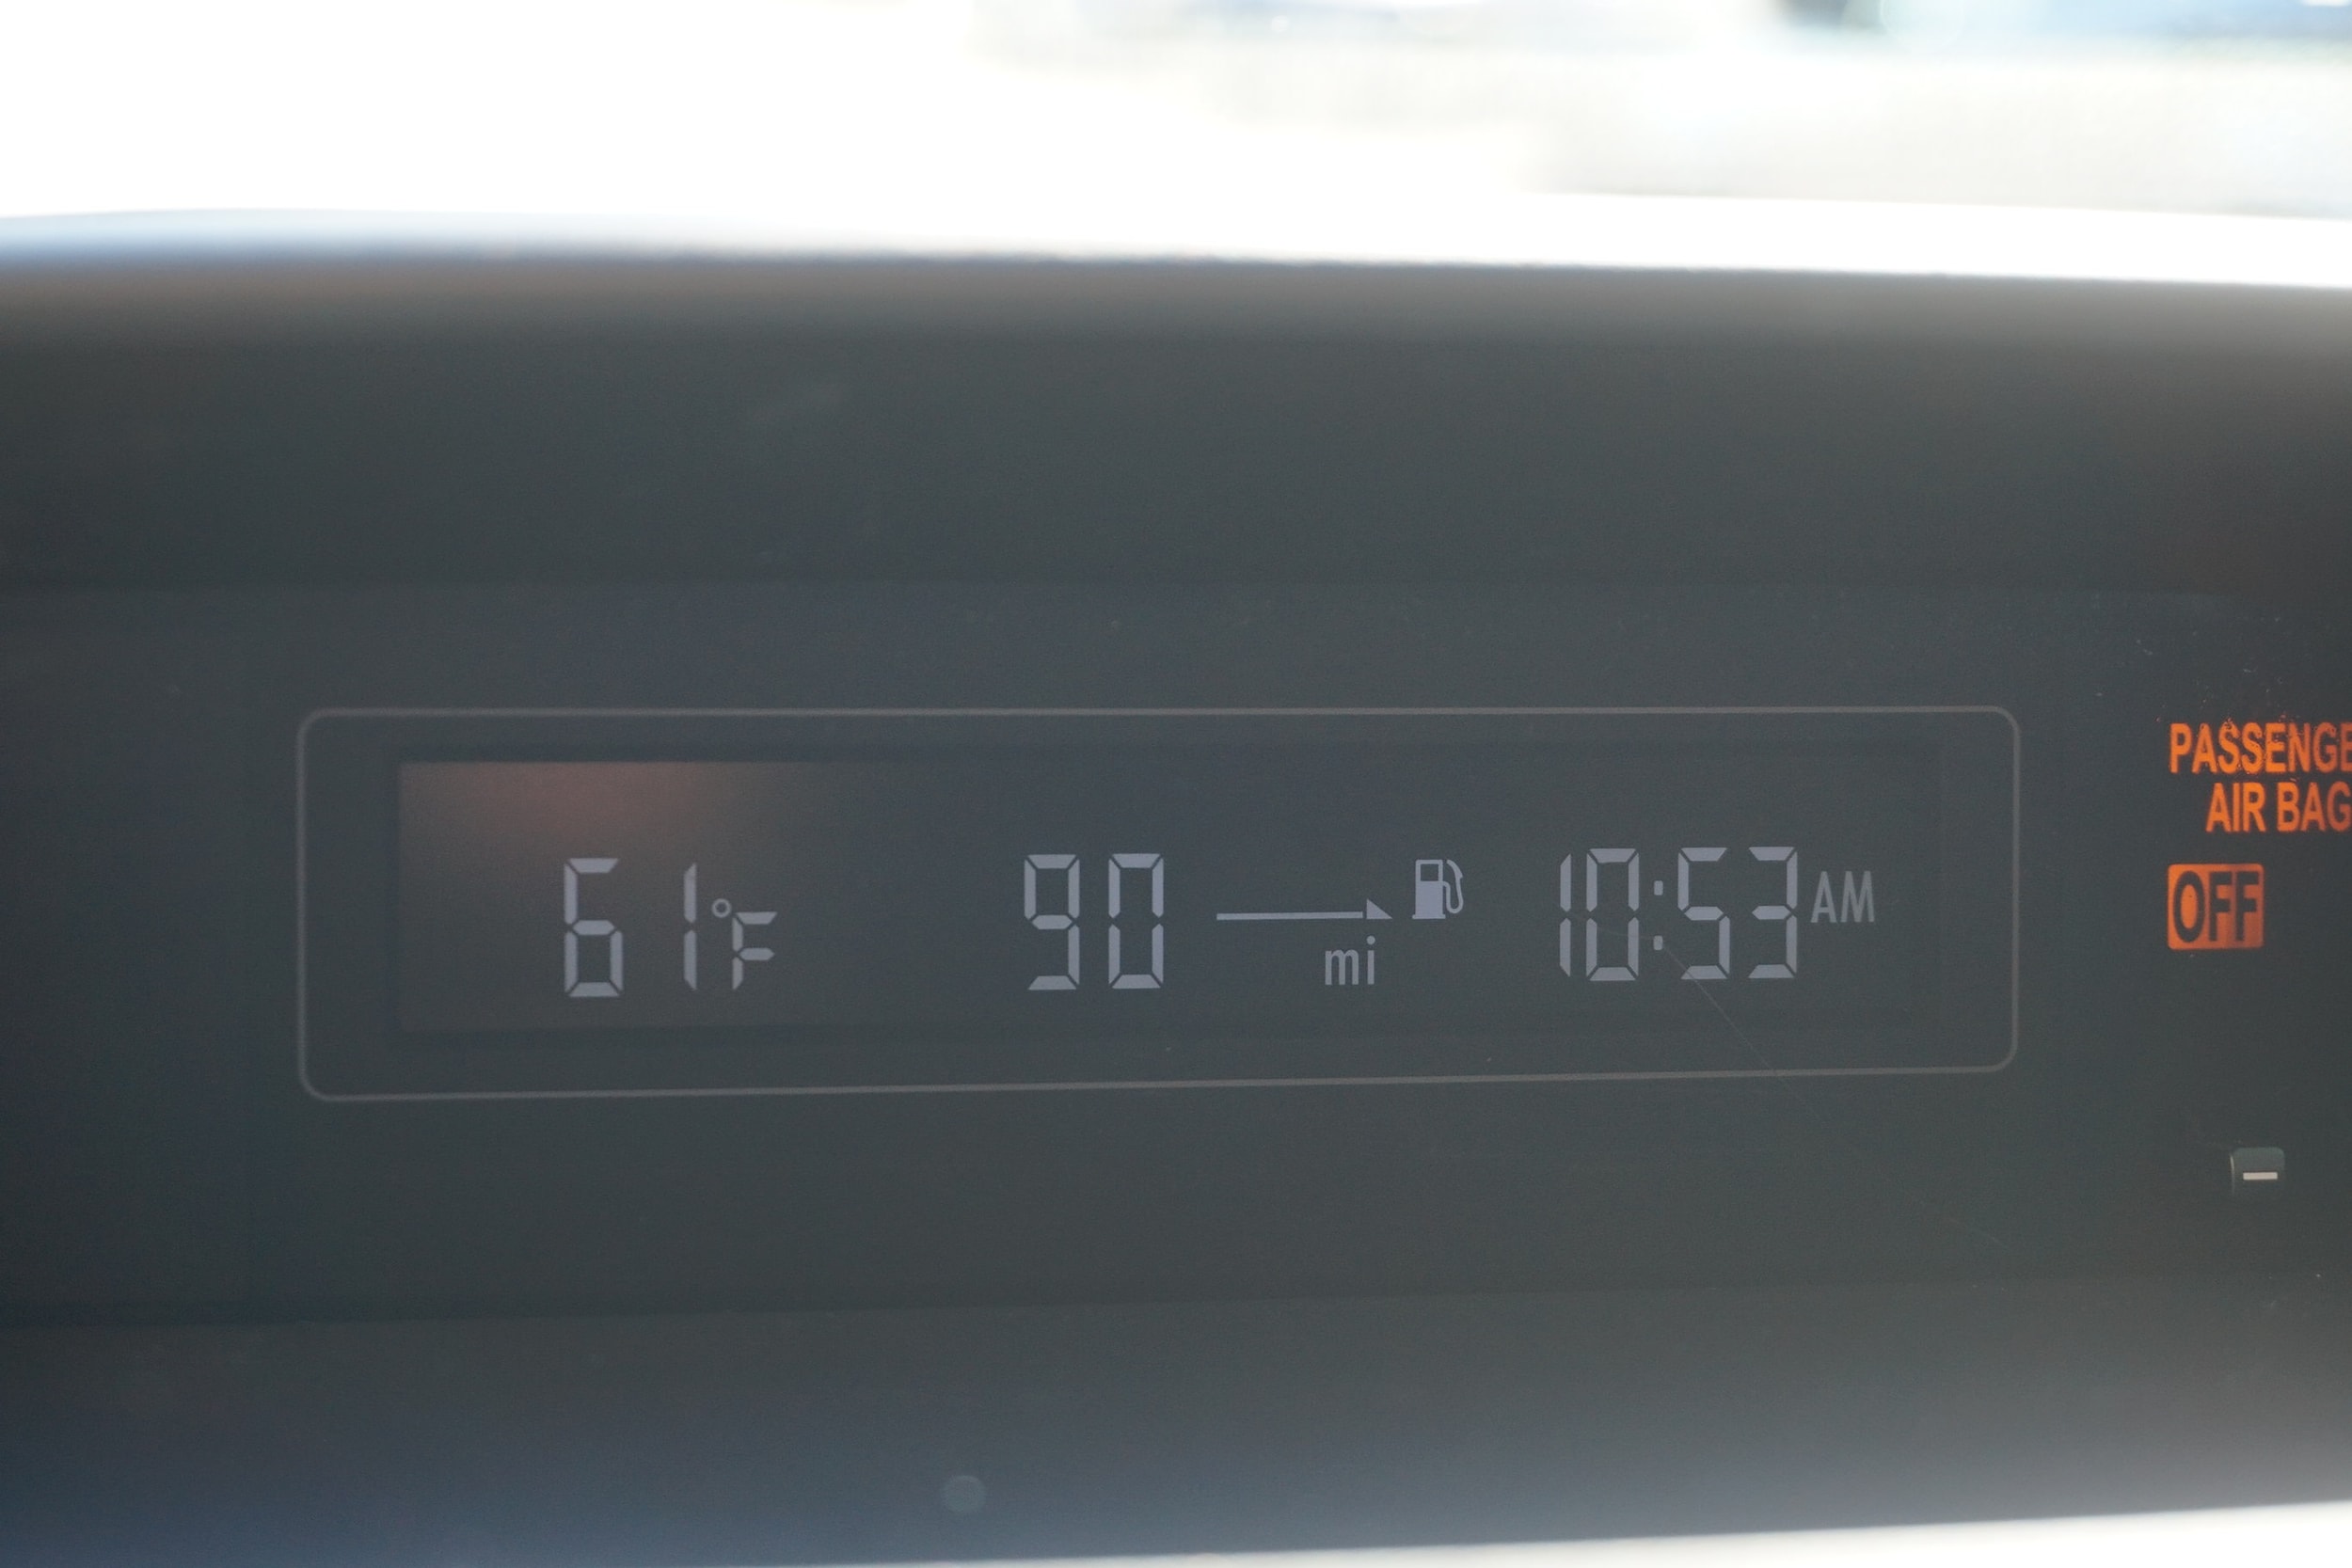 61°F 90 mi 10:53 AM
PASSENGE
AIR BAG
OFF